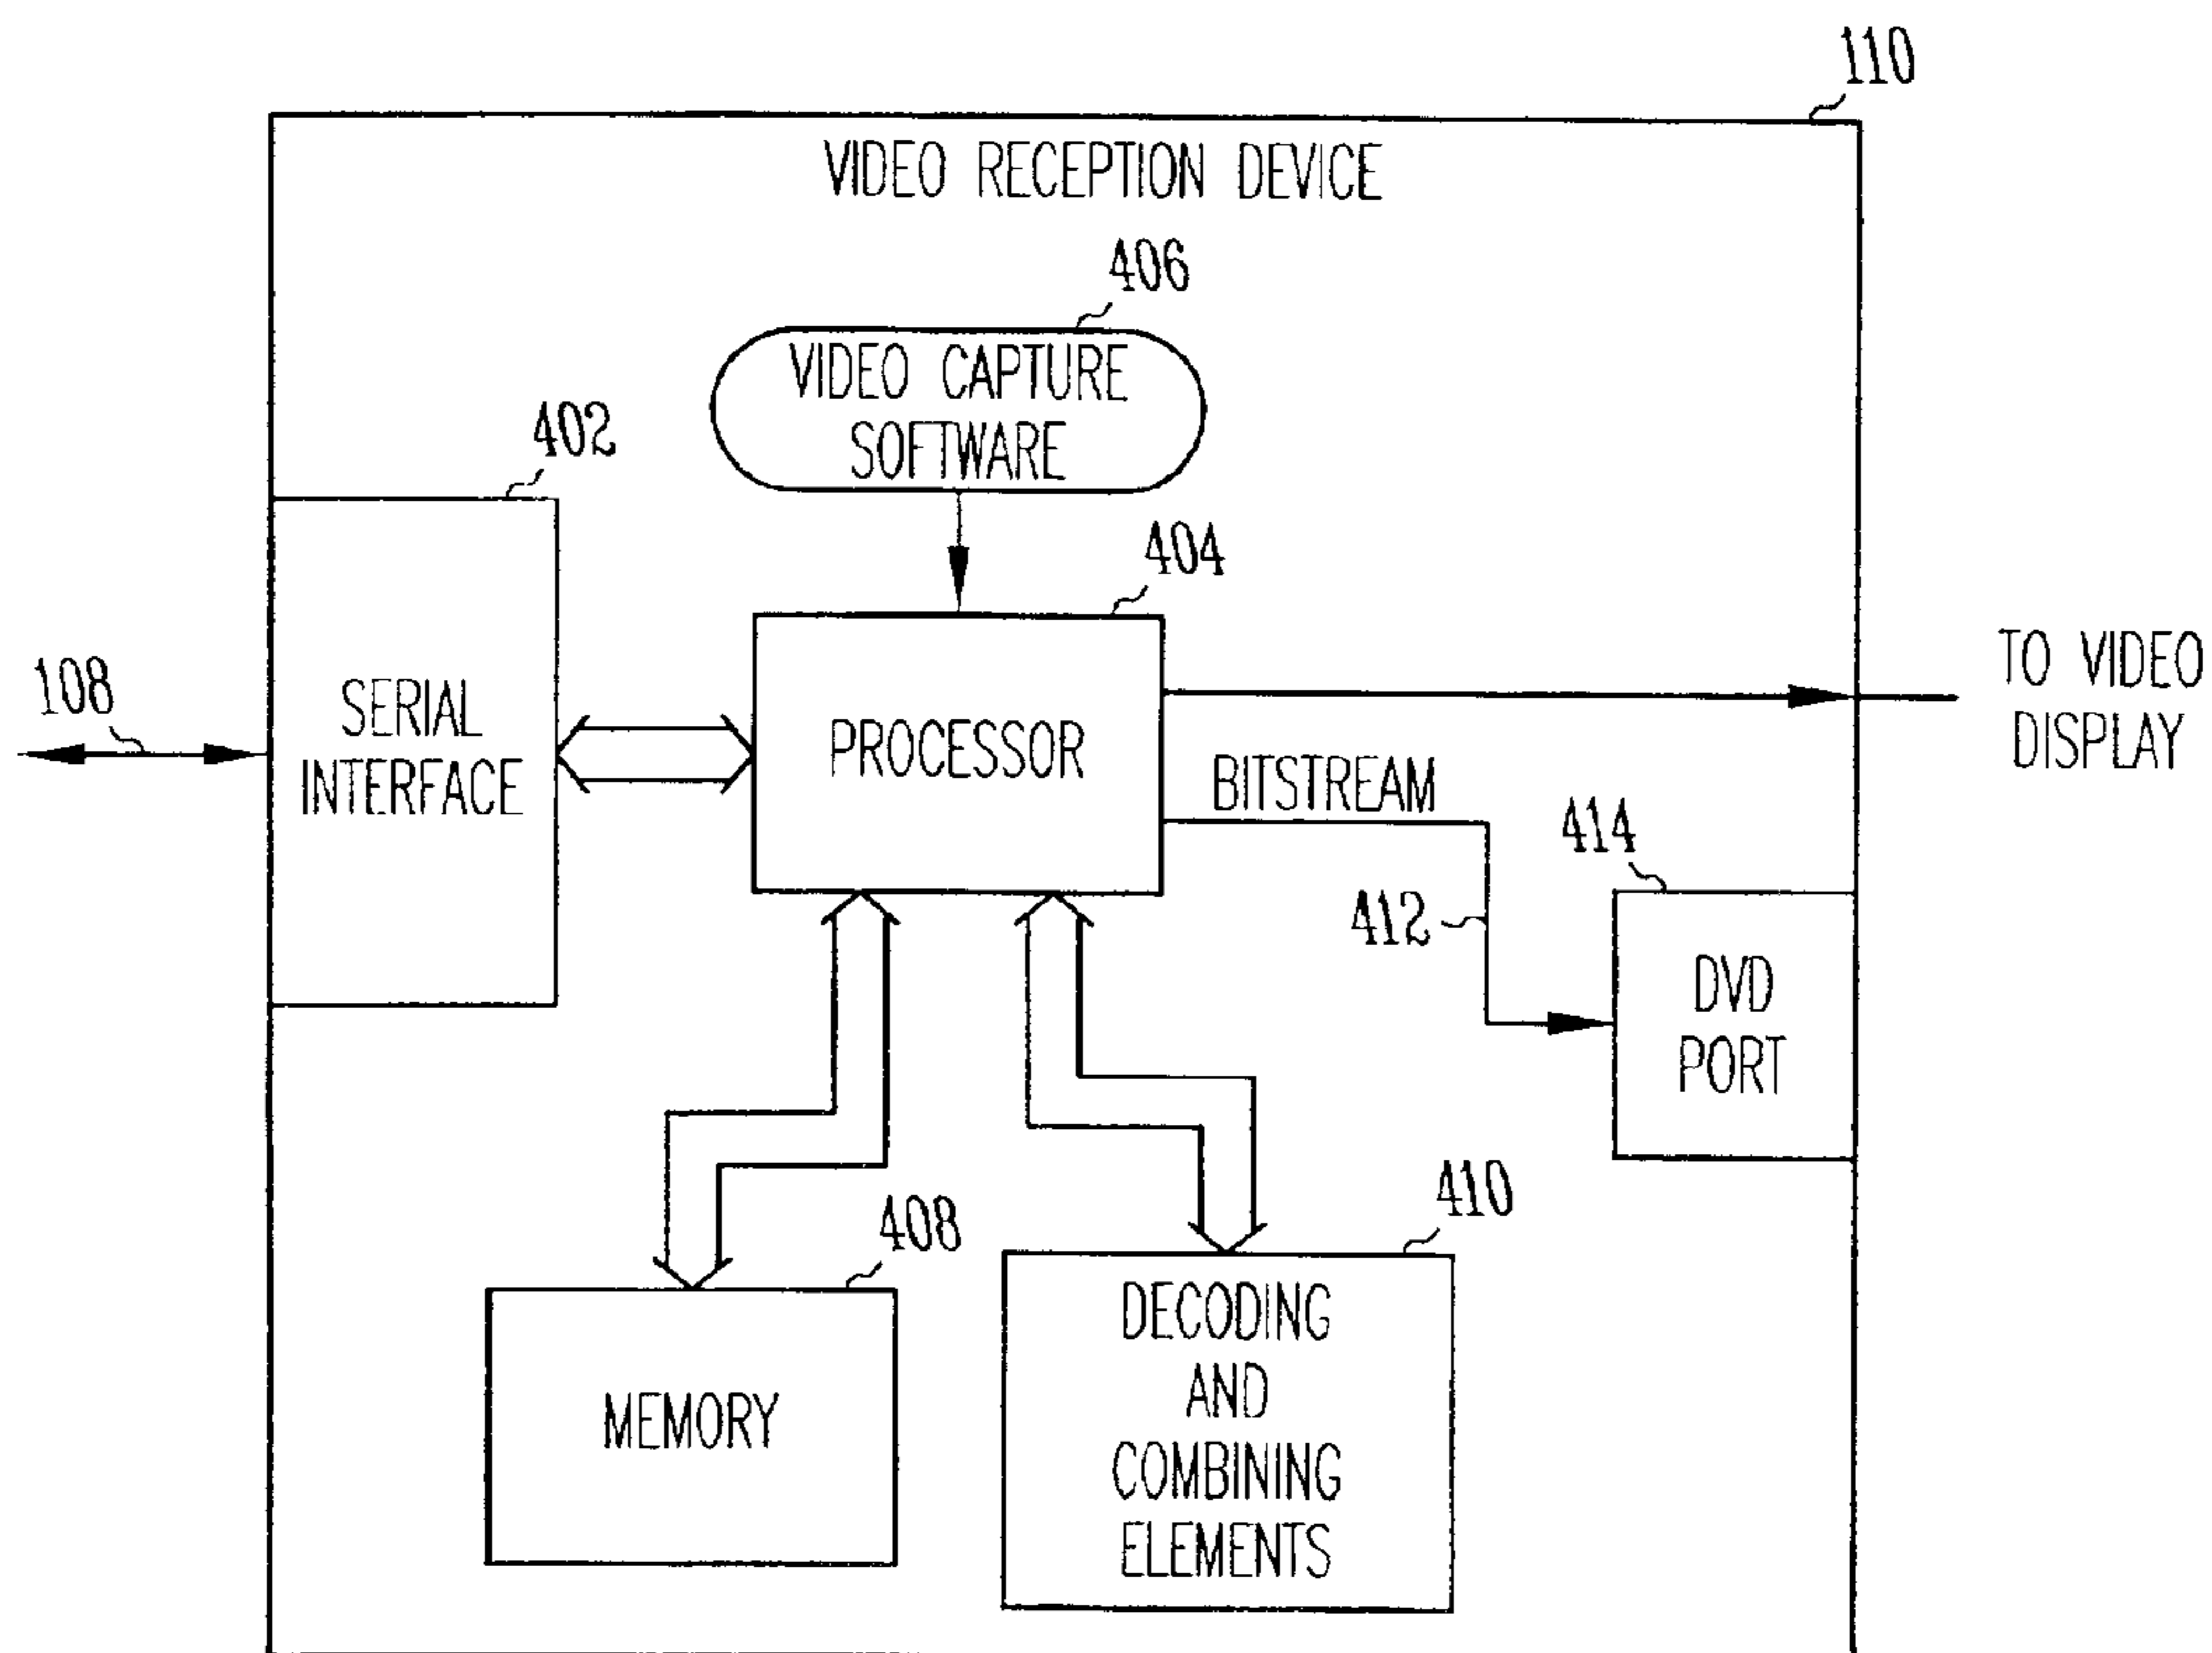 110
VIDEO RECEPTION DEVICE
406
VIDEO CAPTURE
SOFTWARE
402
404
108
SERIAL
INTERFACE
PROCESSOR
TO VIDEO
DISPLAY
BITSTREAM
414
412
DVD
PORT
408
410
MEMORY
DECODING
AND
COMBINING
ELEMENTS